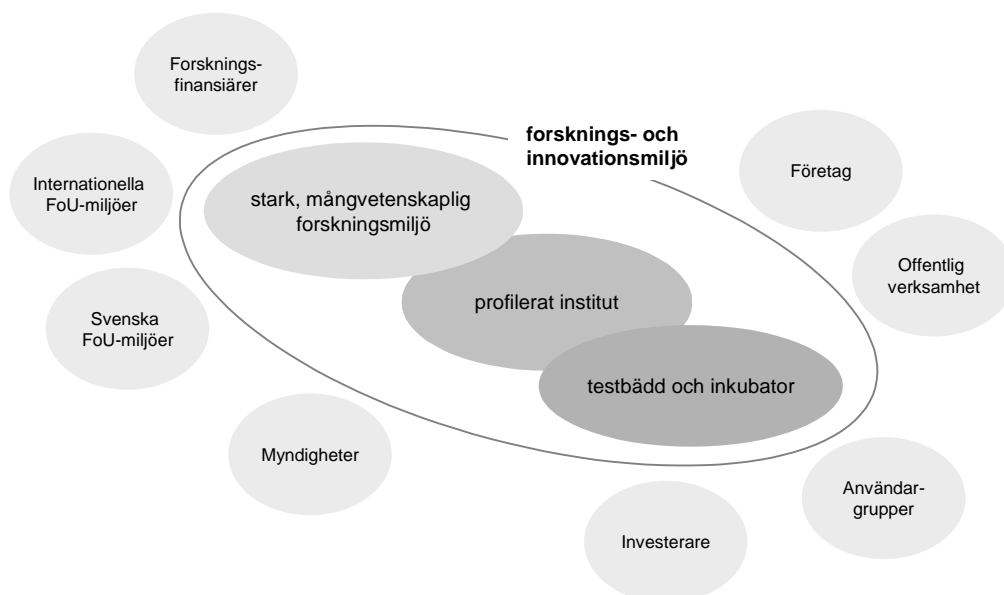 Forsknings-
finansiärer
forsknings- och
innovationsmiljö
Företag
Internationella
FoU-miljöer
stark, mångvetenskaplig
forskningsmiljö
Offentlig
verksamhet
profilerat institut
Svenska
FoU-miljöer
testbädd och inkubator
Myndigheter
Användar-
grupper
Investerare